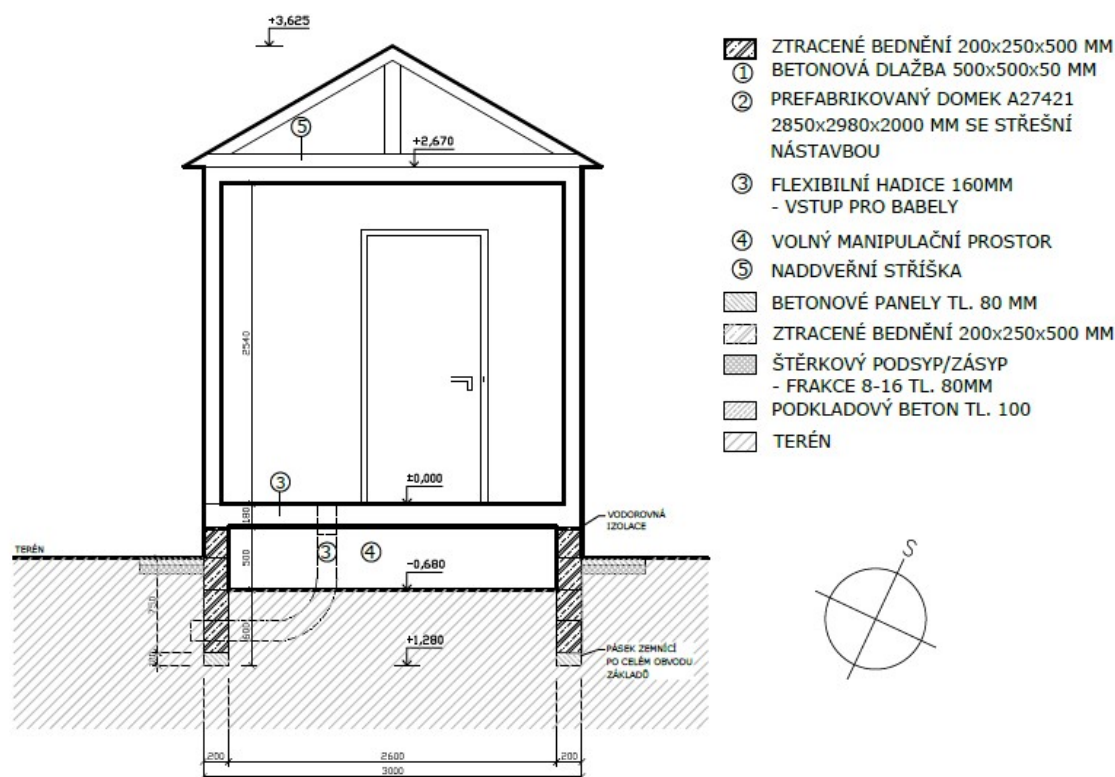 +3,625
+2,670
⑤
2540
±0,000
③
180
VODOROVNÁ
IZOLACE
TERÉN
③
④
500
-0,680
750
600
+1,280
PÁSEK ZEMNÍCÍ
PO CELÉM OBVODU
ZÁKLADŮ
200
2600
200
3000
ZTRACENÉ BEDNĚNÍ 200x250x500 MM
① BETONOVÁ DLAŽBA 500x500x50 MM
② PREFABRIKOVANÝ DOMEK A27421
2850x2980x2000 MM SE STŘEŠNÍ
NÁSTAVBOU
③ FLEXIBILNÍ HADICE 160MM
- VSTUP PRO BABELY
④ VOLNÝ MANIPULAČNÍ PROSTOR
⑤ NADDVEŘNÍ STŘÍŠKA
BETONOVÉ PANELY TL. 80 MM
ZTRACENÉ BEDNĚNÍ 200x250x500 MM
ŠTĚRKOVÝ PODSYP/ZÁSYP
- FRAKCE 8-16 TL. 80MM
PODKLADOVÝ BETON TL. 100
TERÉN
S